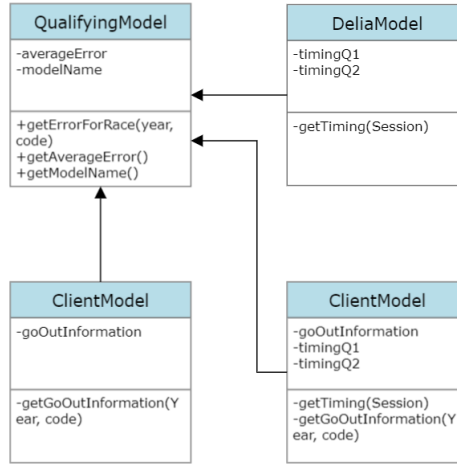 QualifyingModel
-averageError
-modelName
+getErrorForRace(year,
code)
+getAverageError()
+getModelName()
DeliaModel
-timingQ1
-timingQ2
-getTiming(Session)
ClientModel
-goOutInformation
-getGoOutInformation(Y
ear, code)
ClientModel
-goOutInformation
-timingQ1
-timingQ2
-getTiming(Session)
-getGoOutInformation(Y
ear, code)